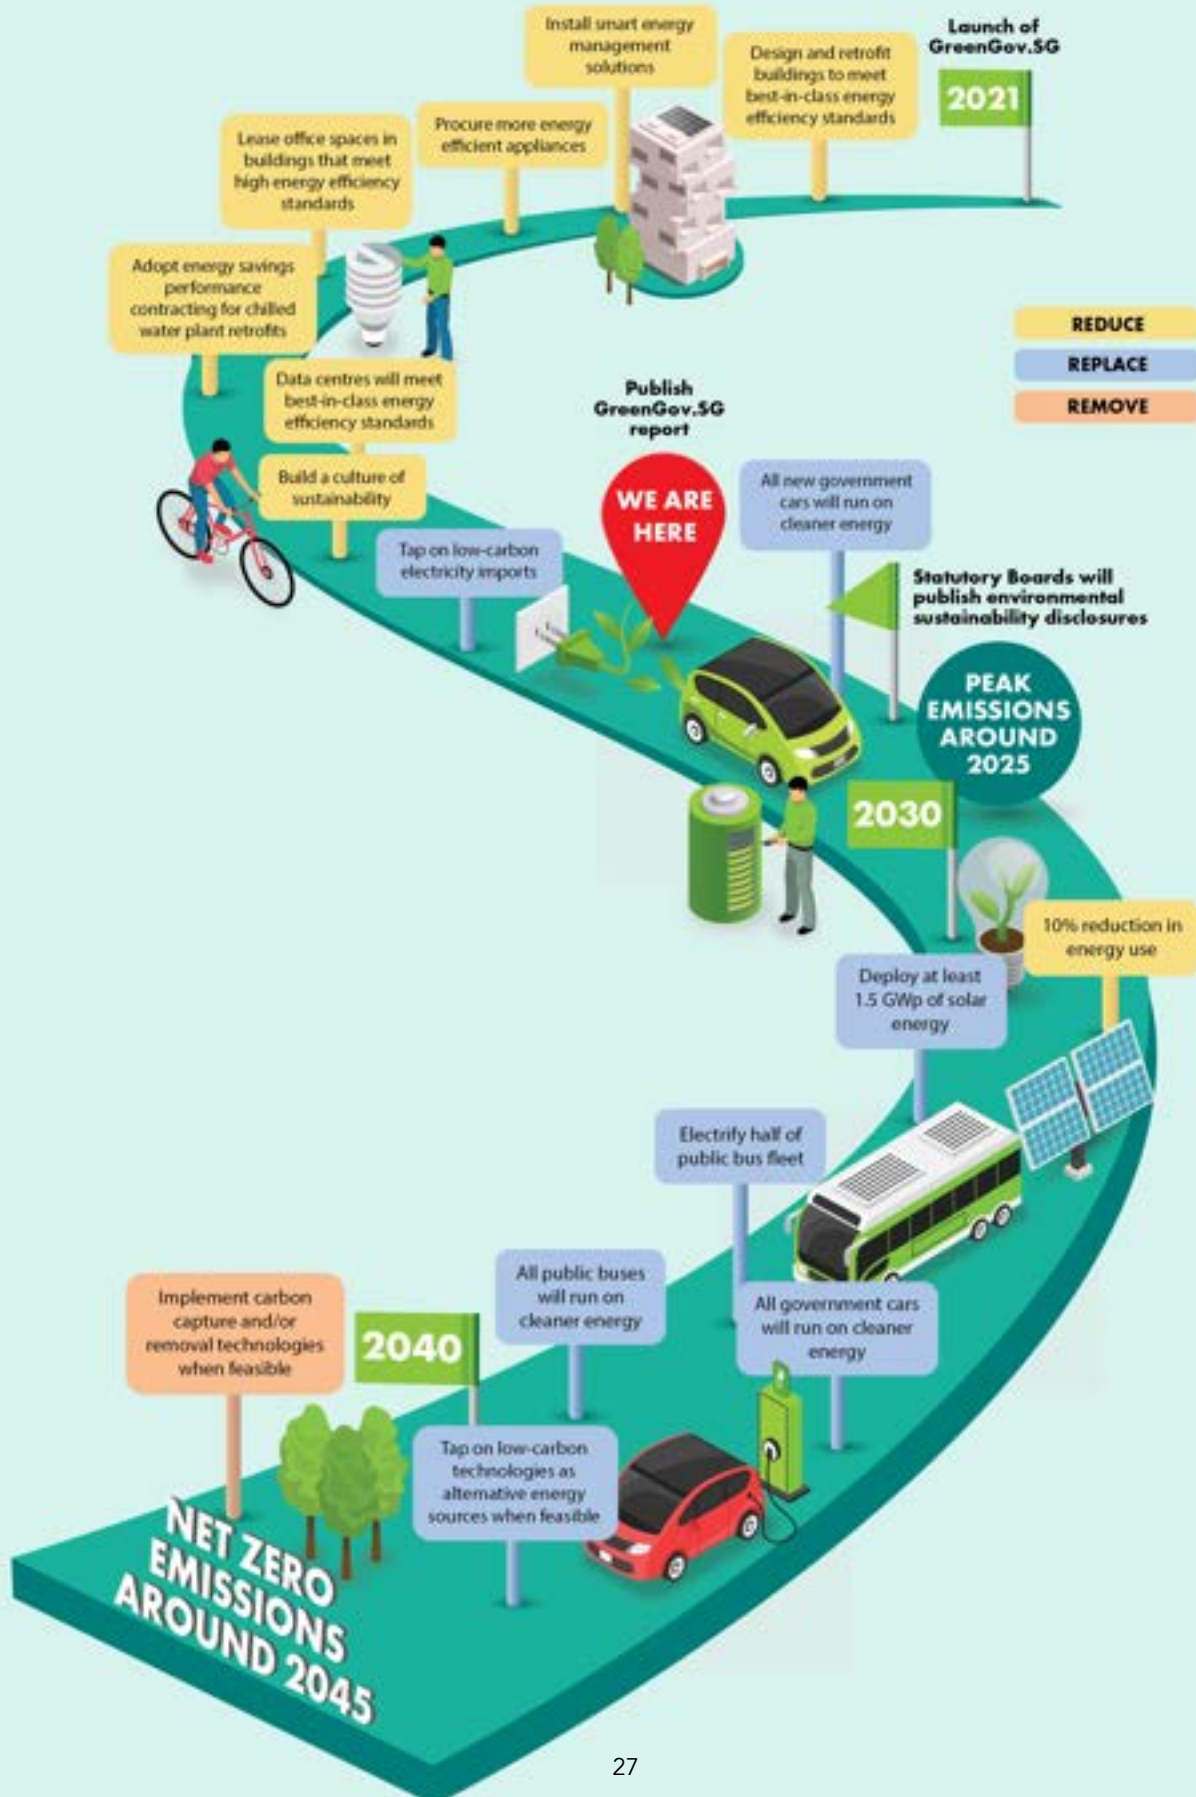 Launch of
GreenGov.SG
2021
Design and retrofit
buildings to meet
best-in-class energy
efficiency standards
Install smart energy
management
solutions
Procure more energy
efficient appliances
Lease office spaces in
buildings that meet
high energy efficiency
standards
Adopt energy savings
performance
contracting for chilled
water plant retrofits
REDUCE
REPLACE
REMOVE
Data centres will meet
best-in-class energy
efficiency standards
Build a culture of
sustainability
Tap on low-carbon
electricity imports
Publish
GreenGov.SG
report
WE ARE
HERE
All new government
cars will run on
cleaner energy
Statutory Boards will
publish environmental
sustainability disclosures
PEAK
EMISSIONS
AROUND
2025
2030
10% reduction in
energy use
Deploy at least
1.5 GWp of solar
energy
Electrify half of
public bus fleet
All government cars
will run on cleaner
energy
All public buses
will run on
cleaner energy
2040
Tap on low-carbon
technologies as
alternative energy
sources when feasible
Implement carbon
capture and/or
removal technologies
when feasible
NET ZERO
EMISSIONS
AROUND 2045
27